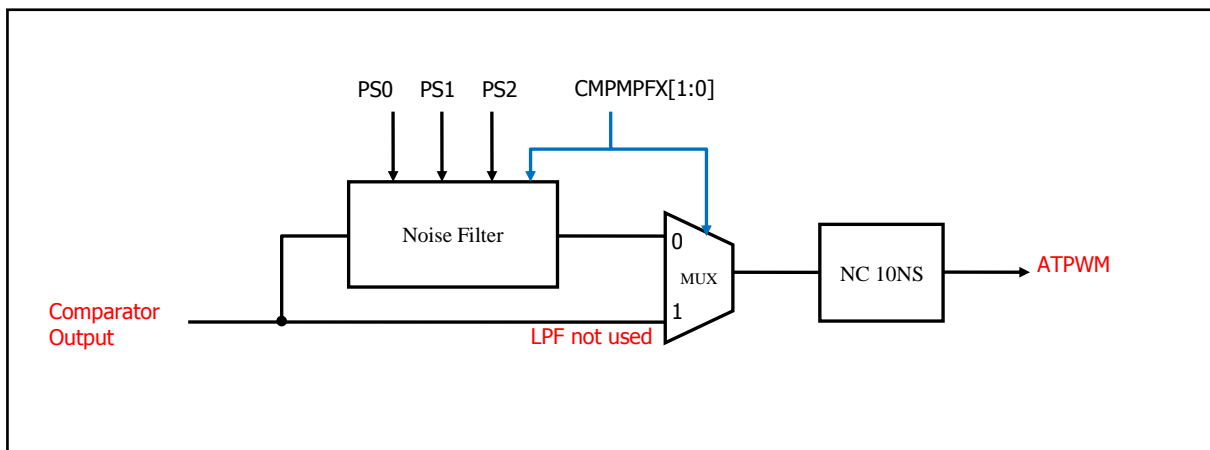 PS0 PS1 PS2 CMPMPFX[1:0]
Noise Filter
0
MUX
NC 10NS
ATPWM
Comparator
Output
1
LPF not used